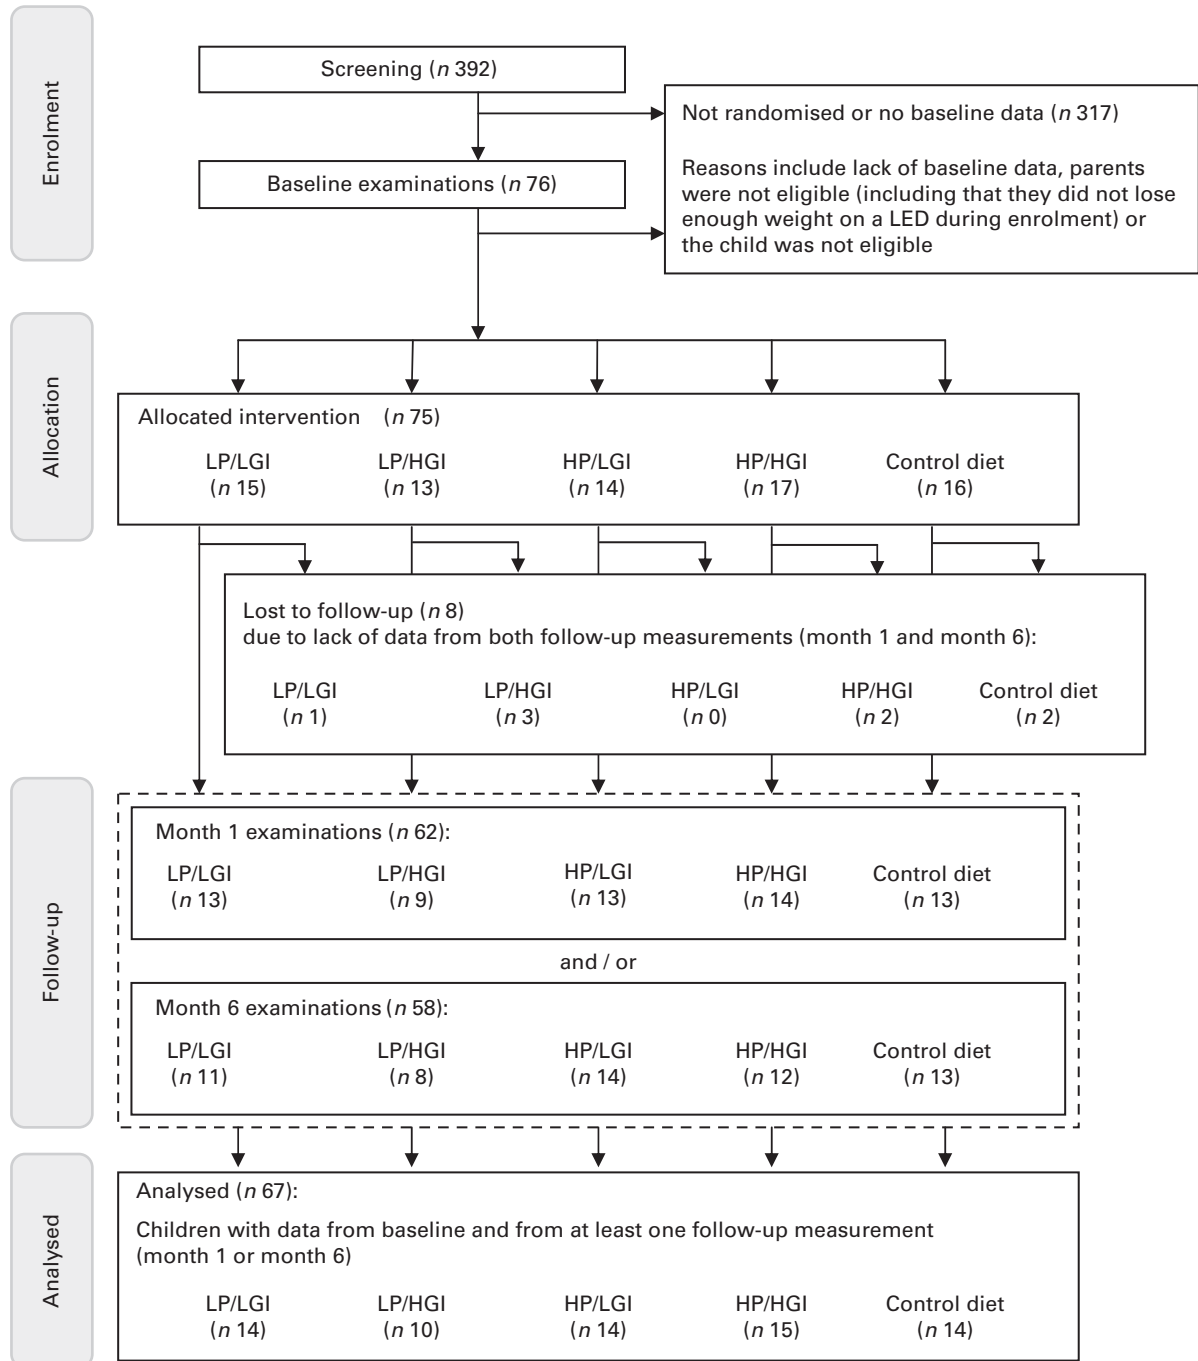 Enrolment
Screening (n 392)
Not randomised or no baseline data (n 317)
Reasons include lack of baseline data, parents
were not eligible (including that they did not lose
enough weight on a LED during enrolment) or
the child was not eligible
Baseline examinations (n 76)
Allocation
Allocated intervention (n 75)
LP/LGI LP/HGI HP/LGI HP/HGI Control diet
(n 15) (n 13) (n 14) (n 17) (n 16)
Lost to follow-up (n 8)
due to lack of data from both follow-up measurements (month 1 and month 6):
LP/LGI LP/HGI HP/LGI HP/HGI Control diet
(n 1) (n 3) (n 0) (n 2) (n 2)
Follow-up
Month 1 examinations (n 62):
LP/LGI LP/HGI HP/LGI HP/HGI Control diet
(n 13) (n 9) (n 13) (n 14) (n 13)
and / or
Month 6 examinations (n 58):
LP/LGI LP/HGI HP/LGI HP/HGI Control diet
(n 11) (n 8) (n 14) (n 12) (n 13)
Analysed
Analysed (n 67):
Children with data from baseline and from at least one follow-up measurement
(month 1 or month 6)
LP/LGI LP/HGI HP/LGI HP/HGI Control diet
(n 14) (n 10) (n 14) (n 15) (n 14)